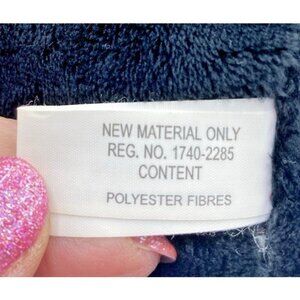 NEW MATERIAL ONLY
REG. NO. 1740-2285
CONTENT
POLYESTER FIBRES